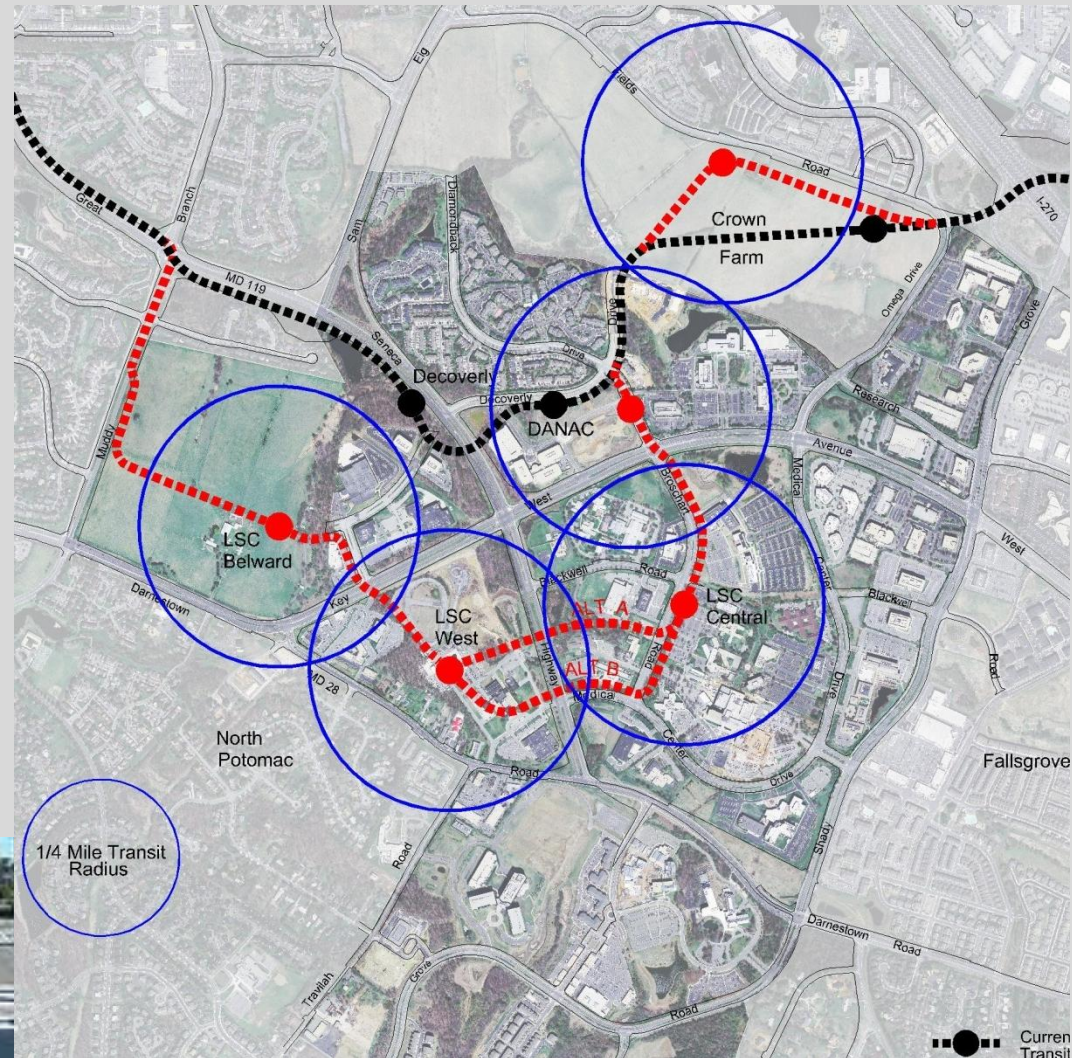 Eig
Fields
Road
I-270
Diamondback
Crown
Farm
Great
Branch
Sam
Drive
Omega Drive
MD 119
Grove
Seneca
Drive
Decoverly
Decoverly
DANAC
Research
Muddy
Avenue
Medical
Broschart
West
West
LSC
Belward
Blackwell
Road
Center
LSC
Central
Blackwell
Darnestown
Key
ALT. A
LSC
West
Highway
Road
Road
ALT B
Medical
MD 28
Drive
Center
North
Potomac
Road
Drive
Fallsgrove
Shady
1/4 Mile Transit
Radius
Road
Darnestown
Road
Travilah
Grove
Road
Curren
Transit